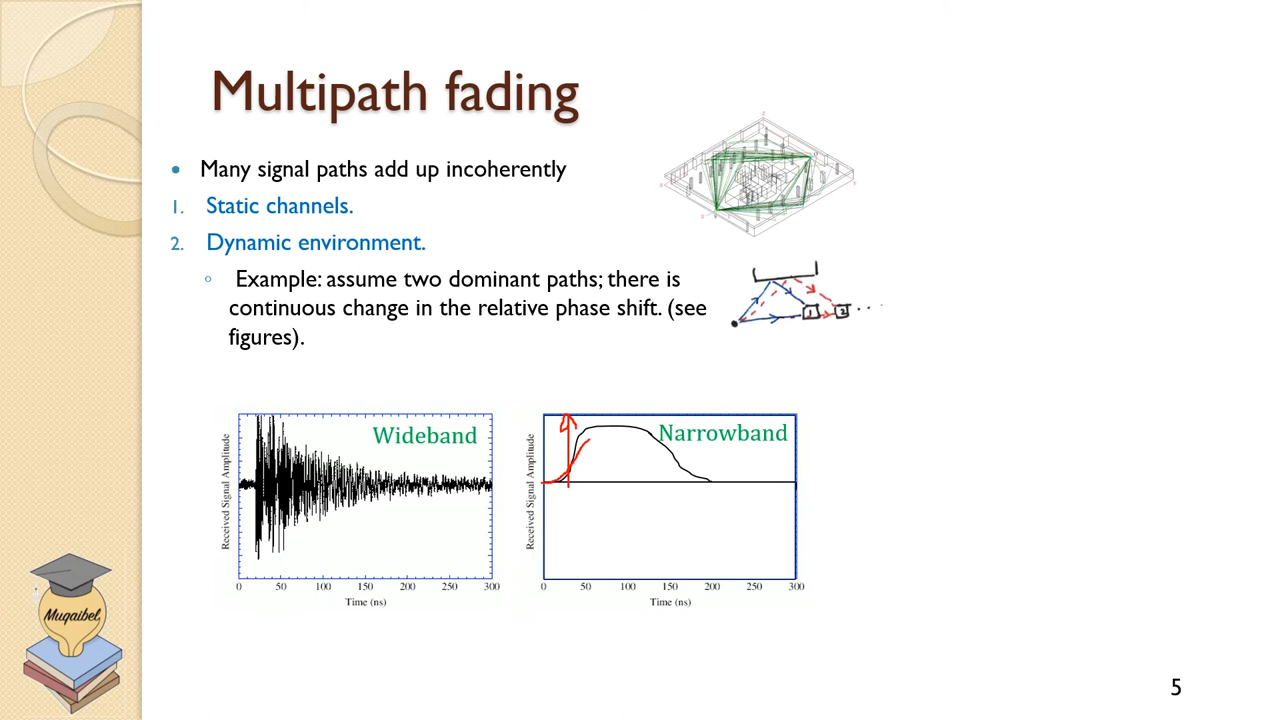 Multipath fading
• Many signal paths add up incoherently
1. Static channels.
2. Dynamic environment.
◦ Example: assume two dominant paths; there is
continuous change in the relative phase shift. (see
figures).
1 2
Wideband
Received Signal Amplitude
0 50 100 150 200 250 300
Time (ns)
Narrowband
Received Signal Amplitude
0 50 100 150 200 250 300
Time (ns)
Muqaibel
5